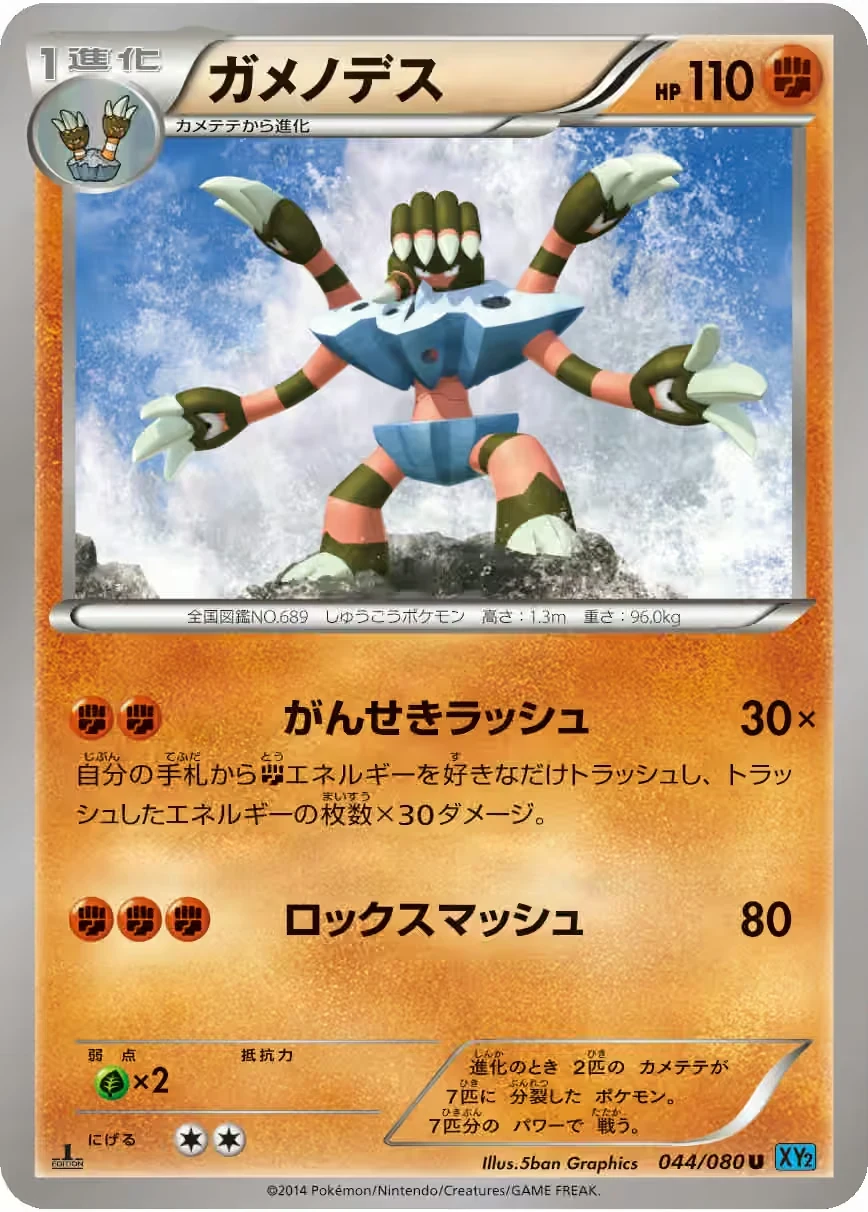 1進化
ガメノデス
HP 110
カメテテから進化
全国図鑑NO.689 しゅうごうポケモン 高さ：1.3m 重さ：96.0kg
がんせきラッシュ 30×
自分の手札からエネルギーを好きなだけトラッシュし、トラッ
シュしたエネルギーの枚数×30ダメージ。
ロックスマッシュ 80
弱点 抵抗力
×2
にげる
進化のとき 2匹の カメテテが
7匹に 分裂した ポケモン。
7匹分の パワーで 戦う。
1 EDITION
Illus.5ban Graphics 044/080 U XY2
©2014 Pokémon/Nintendo/Creatures/GAME FREAK.